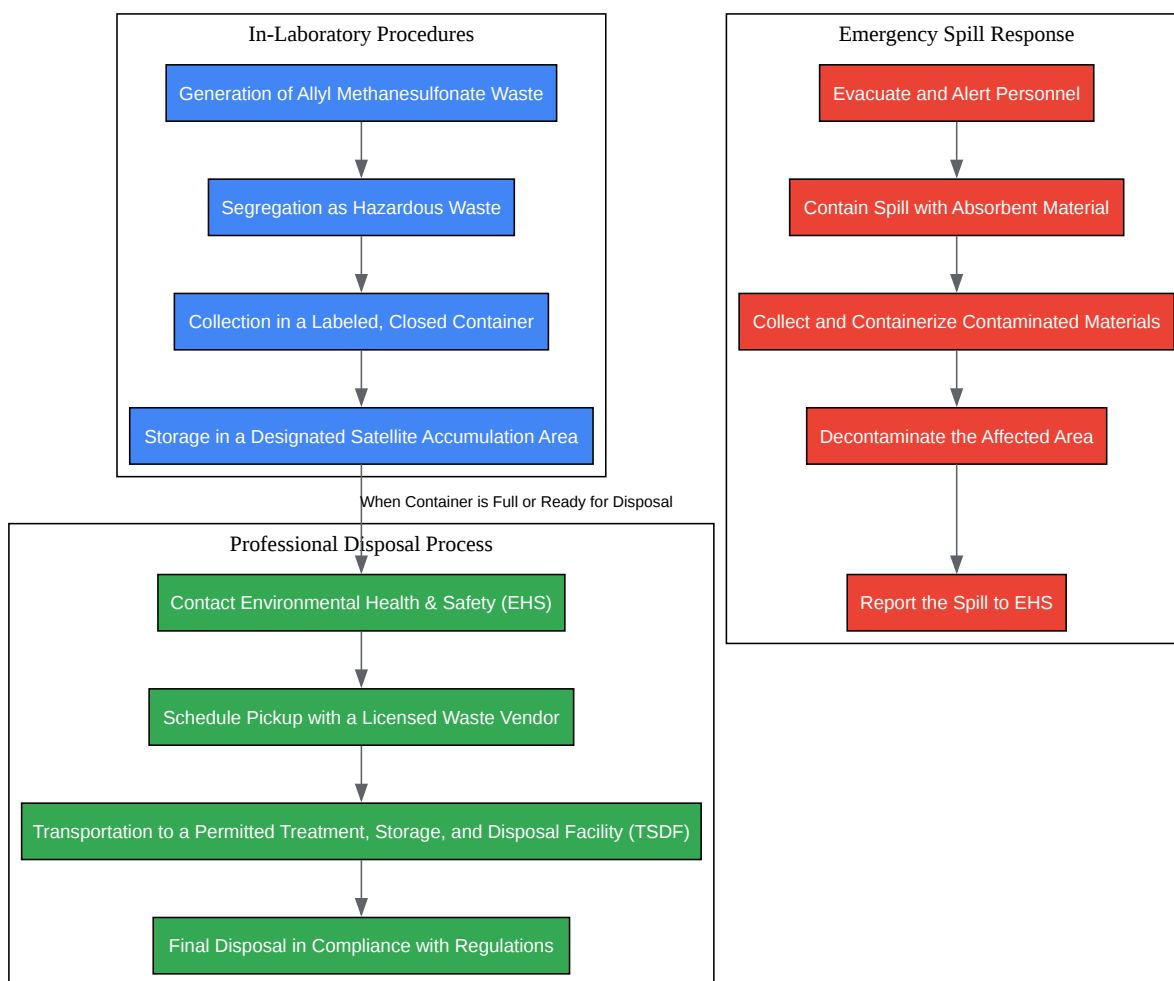 In-Laboratory Procedures
Generation of Allyl Methanesulfonate Waste
Segregation as Hazardous Waste
Collection in a Labeled, Closed Container
Storage in a Designated Satellite Accumulation Area
When Container is Full or Ready for Disposal
Professional Disposal Process
Contact Environmental Health & Safety (EHS)
Schedule Pickup with a Licensed Waste Vendor
Transportation to a Permitted Treatment, Storage, and Disposal Facility (TSDF)
Final Disposal in Compliance with Regulations
Emergency Spill Response
Evacuate and Alert Personnel
Contain Spill with Absorbent Material
Collect and Containerize Contaminated Materials
Decontaminate the Affected Area
Report the Spill to EHS